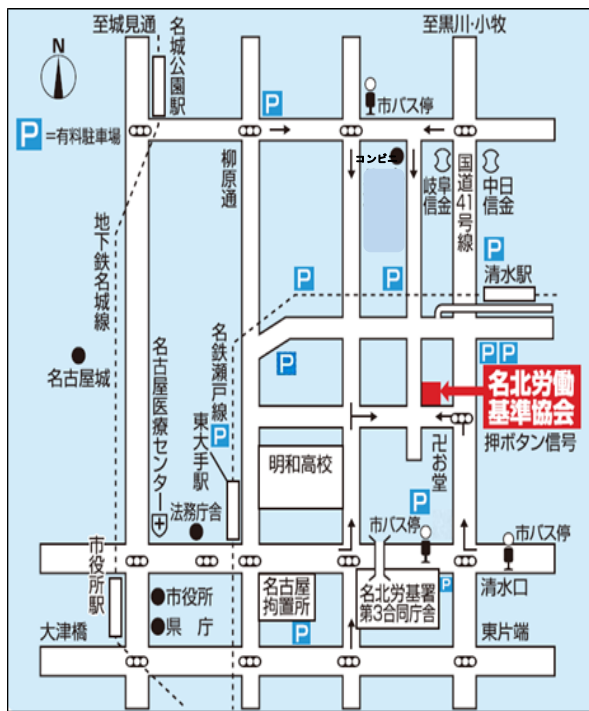 至城見通
至黒川・小牧
N
名城公園駅
P
市バス停
P=有料駐車場
コンビニ
柳原通
岐阜
信金
国道41号線
中日
信金
地下鉄名城線
P
清水駅
P
P
名鉄瀬戸線
P
P P
名古屋城
名古屋医療センター
名北労働
基準協会
東大手駅
P
押ボタン信号
明和高校
卍お堂
法務庁舎
P
市バス停
市バス停
市役所駅
市役所
県庁
名古屋
拘置所
名北労基署
第3合同庁舎
P
清水口
大津橋
P
東片端